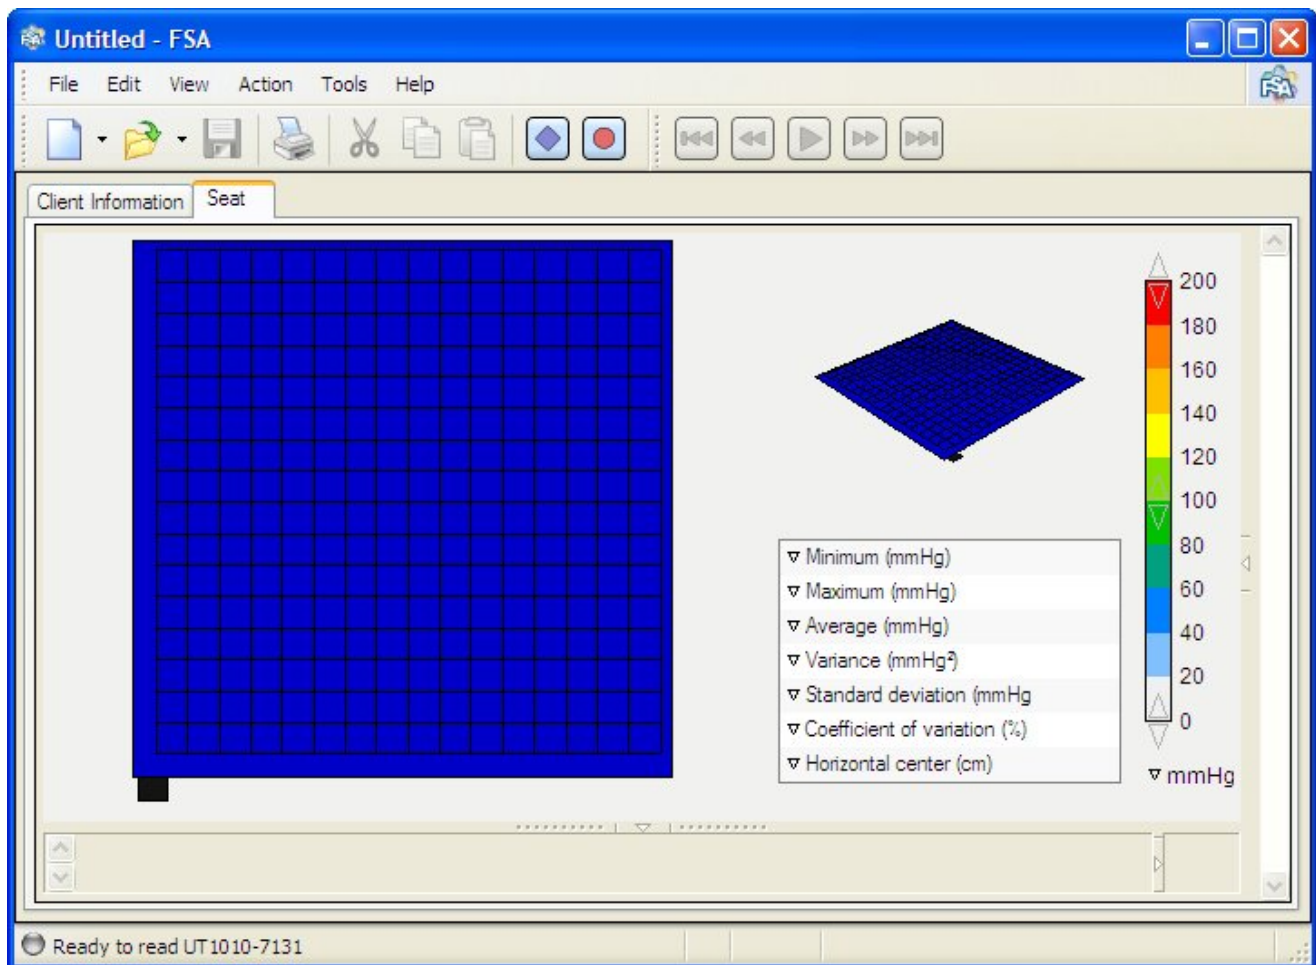 Untitled - FSA
File Edit View Action Tools Help
FSA
Client Information Seat
200
180
160
140
120
100
80
60
40
20
0
mmHg
Minimum (mmHg)
Maximum (mmHg)
Average (mmHg)
Variance (mmHg²)
Standard deviation (mmHg
Coefficient of variation (%)
Horizontal center (cm)
Ready to read UT1010-7131